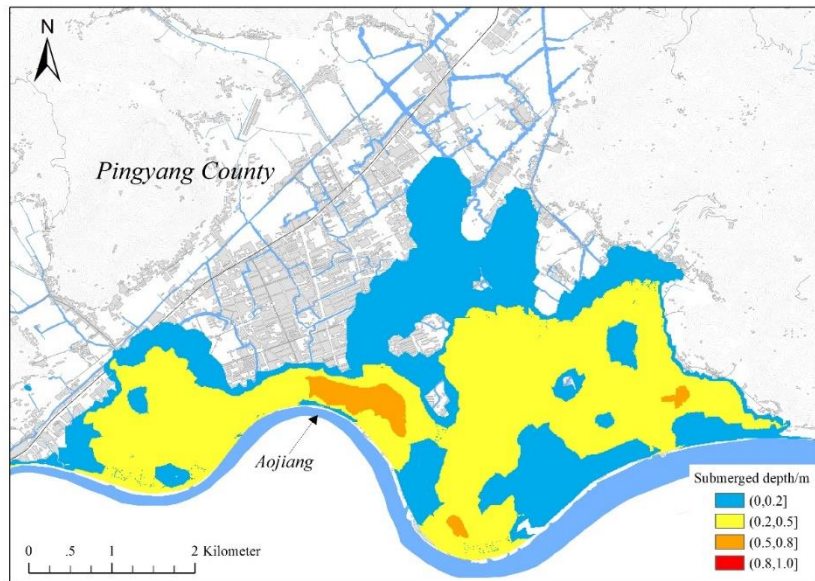 N
Pingyang County
Aojiang
Submerged depth/m
(0,0.2]
(0.2,0.5]
(0.5,0.8]
(0.8,1.0]
0 .5 1 2 Kilometer